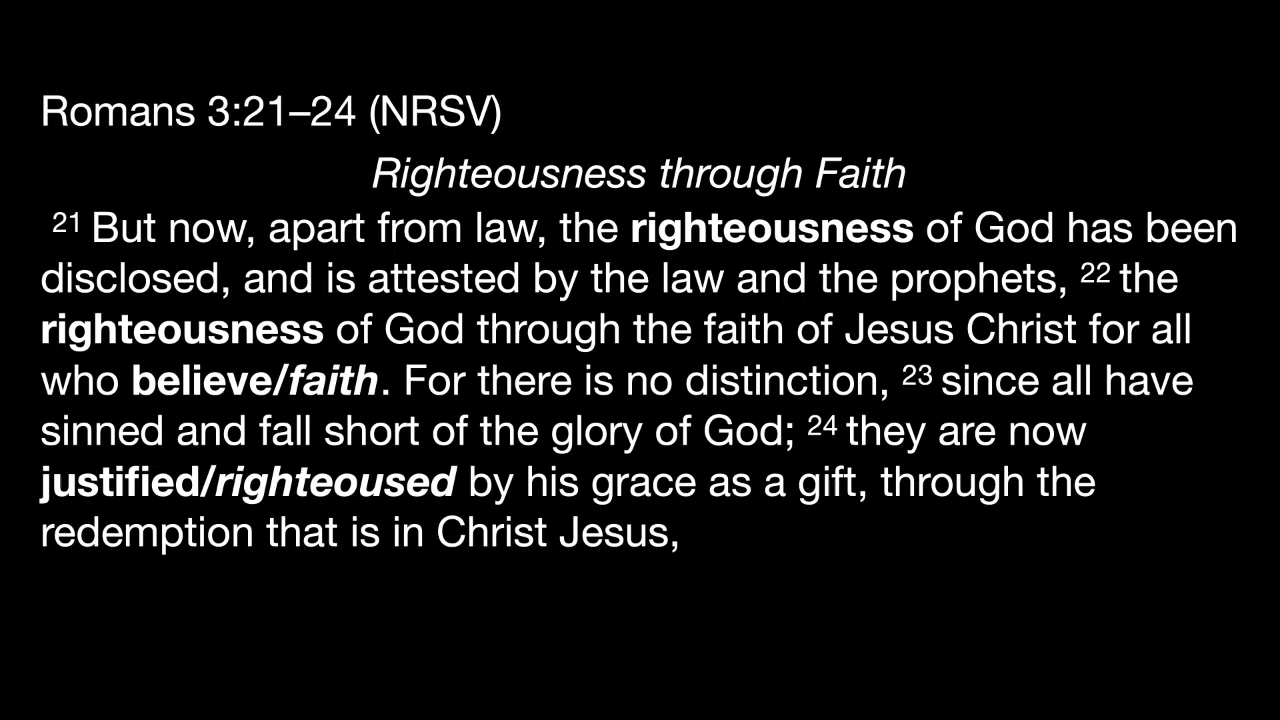 Romans 3:21–24 (NRSV)
Righteousness through Faith
21 But now, apart from law, the righteousness of God has been
disclosed, and is attested by the law and the prophets, 22 the
righteousness of God through the faith of Jesus Christ for all
who believe/faith. For there is no distinction, 23 since all have
sinned and fall short of the glory of God; 24 they are now
justified/righteoused by his grace as a gift, through the
redemption that is in Christ Jesus,